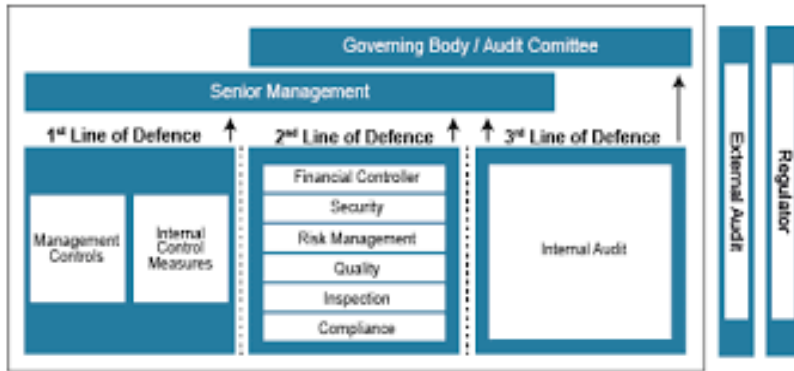 Governing Body / Audit Comittee
Senior Management
1st Line of Defence
2nd Line of Defence
3rd Line of Defence
Management
Controls
Internal
Control
Measures
Financial Controller
Security
Risk Management
Quality
Inspection
Compliance
Internal Audit
External Audit
Regulator